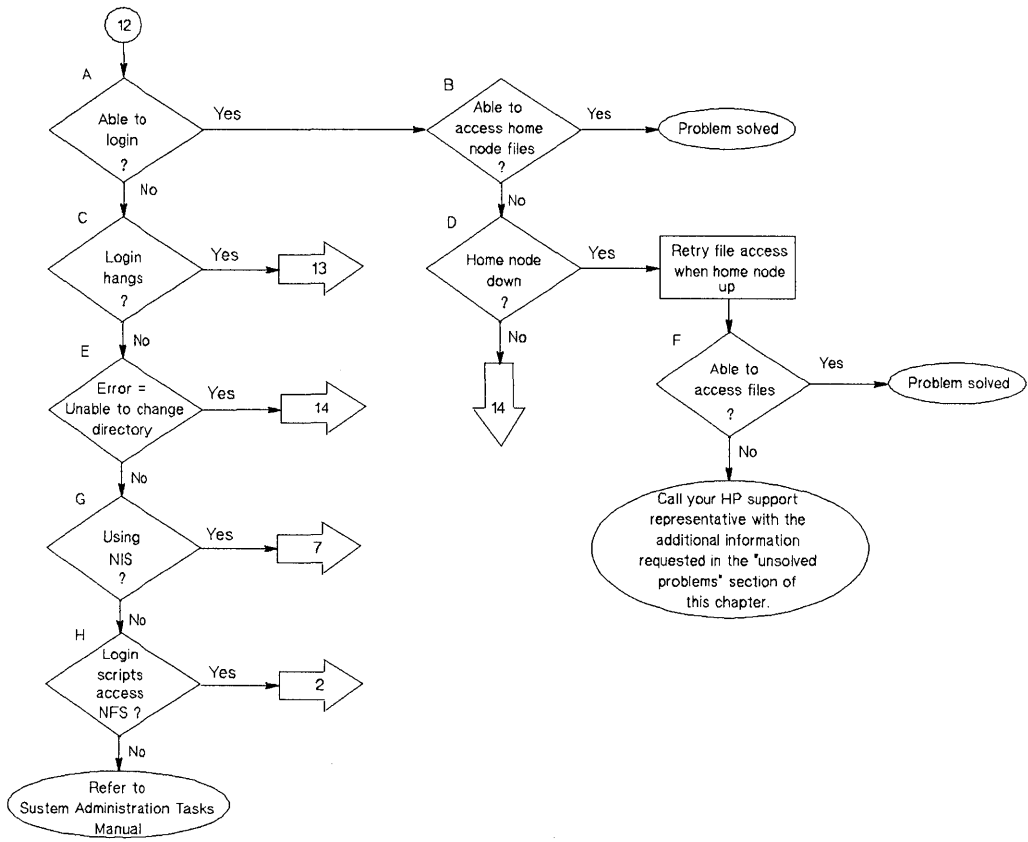 12
A
Able to
login
?
Yes
No
B
Able to
access home
node files
?
Yes
No
Problem solved
C
Login
hangs
?
Yes
No
13
D
Home node
down
?
Yes
No
14
Retry file access
when home node
up
E
Error =
Unable to change
directory
Yes
No
14
F
Able to
access files
?
Yes
No
Problem solved
G
Using
NIS
?
Yes
No
7
Call your HP support
representative with the
additional information
requested in the "unsolved
problems" section of
this chapter.
H
Login
scripts
access
NFS ?
Yes
No
2
Refer to
Sustem Administration Tasks
Manual